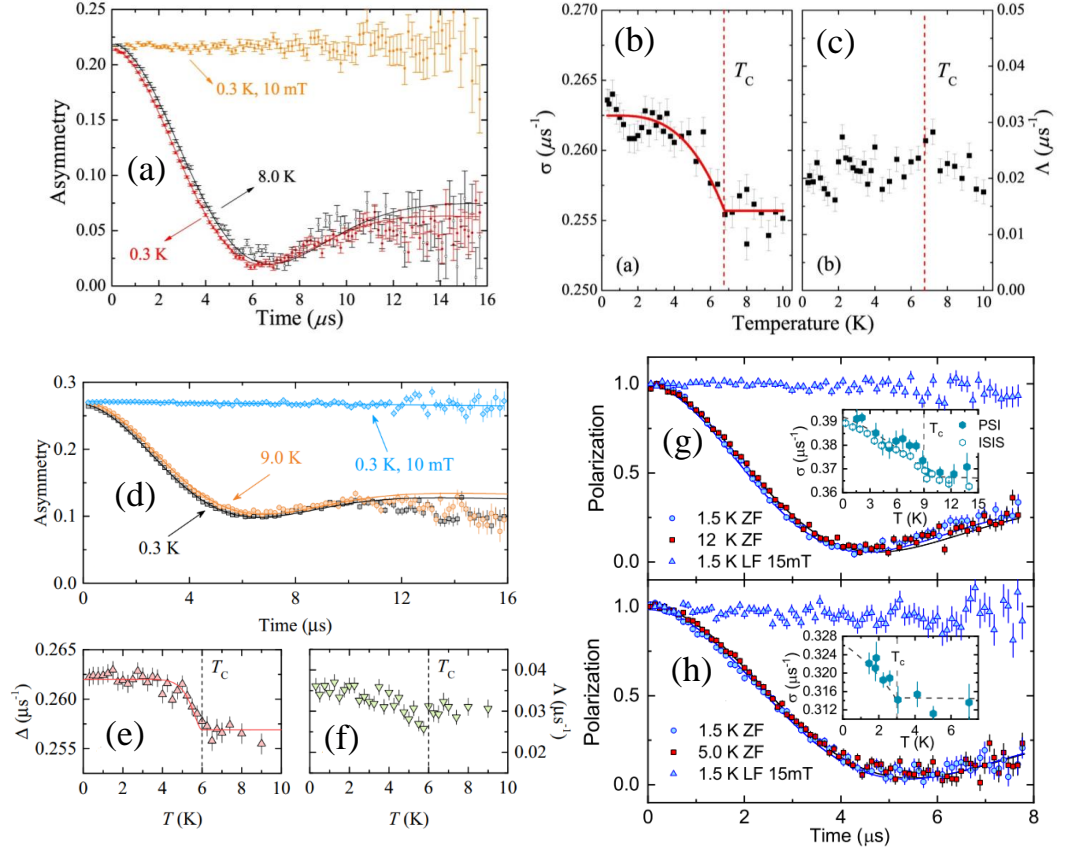 0.20
0.15
0.10
0.05
0.00
Asymmetry
0.3 K, 10 mT
(a)
8.0 K
0.3 K
0 2 4 6 8 10 12 14 16
Time (μs)
0.270
0.265
0.260
0.255
0.250
σ (μs⁻¹)
(b)
T_C
(a)
0 2 4 6 8 10
(c)
T_C
(b)
0 2 4 6 8 10
0.05
0.04
0.03
0.02
0.01
0.00
Λ (μs⁻¹)
Temperature (K)
0.3
0.2
0.1
0.0
Asymmetry
(d)
9.0 K
0.3 K, 10 mT
0.3 K
0 4 8 12 16
Time (μs)
0.263
0.260
0.257
Δ (μs⁻¹)
(e)
T_C
0 2 4 6 8 10
T (K)
(f)
T_C
0 2 4 6 8 10
T (K)
0.04
0.03
0.02
Λ (μs⁻¹)
1.0
0.5
0.0
Polarization
(g)
0.39
0.38
0.37
0.36
σ (μs⁻¹)
T_c
PSI
ISIS
0 3 6 9 12 15
T (K)
1.5 K ZF
12 K ZF
1.5 K LF 15mT
1.0
0.5
0.0
Polarization
(h)
0.328
0.324
0.320
0.316
0.312
σ (μs⁻¹)
T_c
0 2 4 6
T (K)
1.5 K ZF
5.0 K ZF
1.5 K LF 15mT
0 1 2 3 4 5 6 7 8
Time (μs)